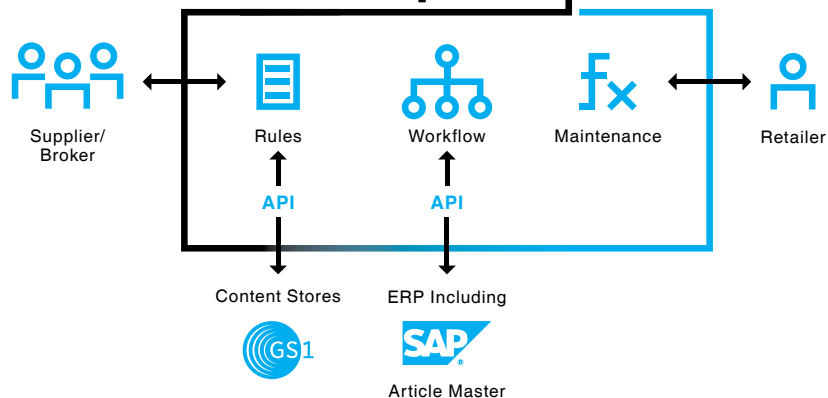 Supplier/
Broker
Rules
Workflow
Maintenance
Retailer
API
API
Content Stores
ERP Including
GS1
SAP®
Article Master